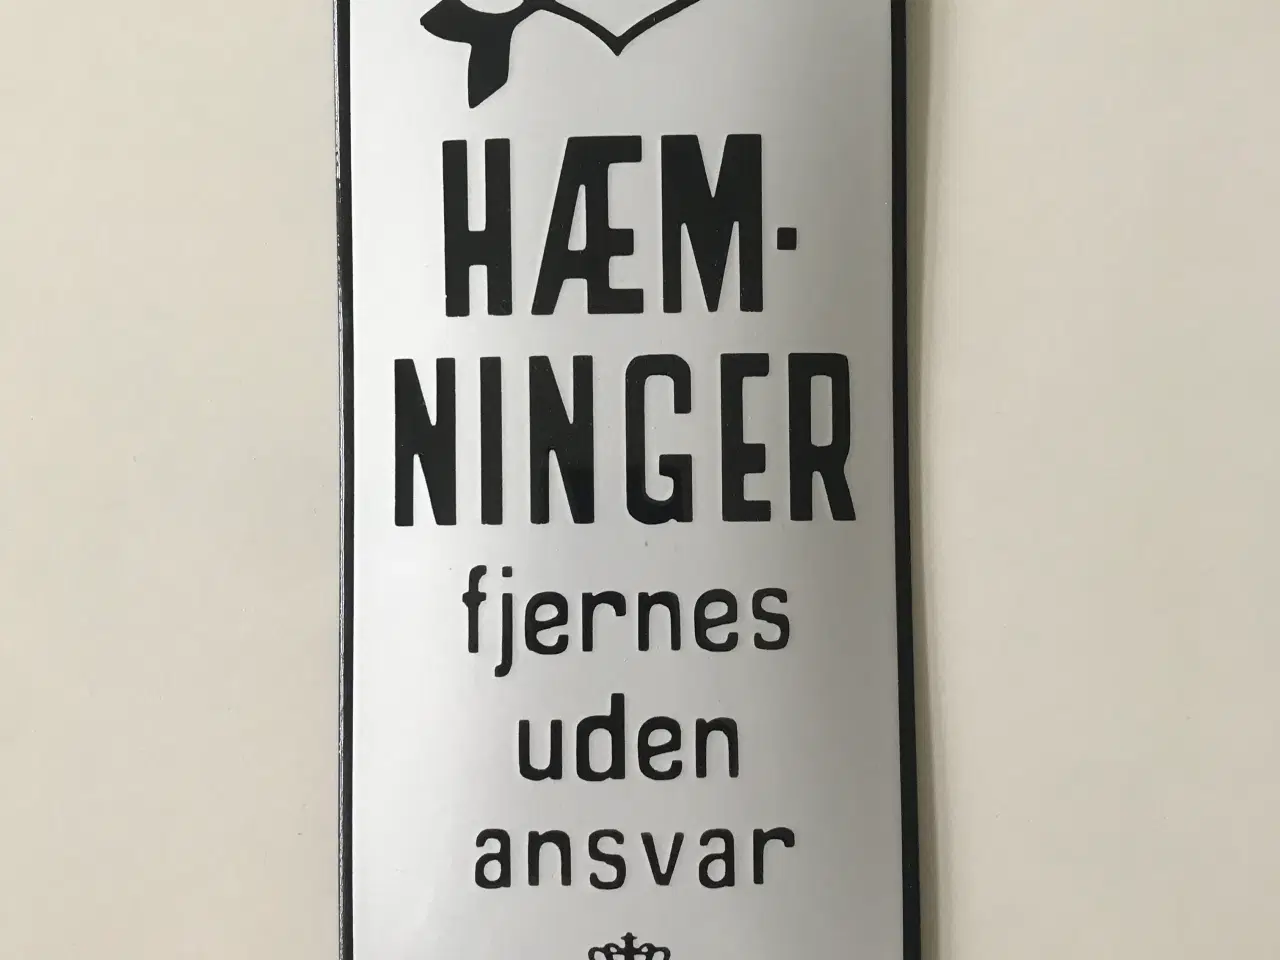 HÆM-
NINGER
fjernes
uden
ansvar